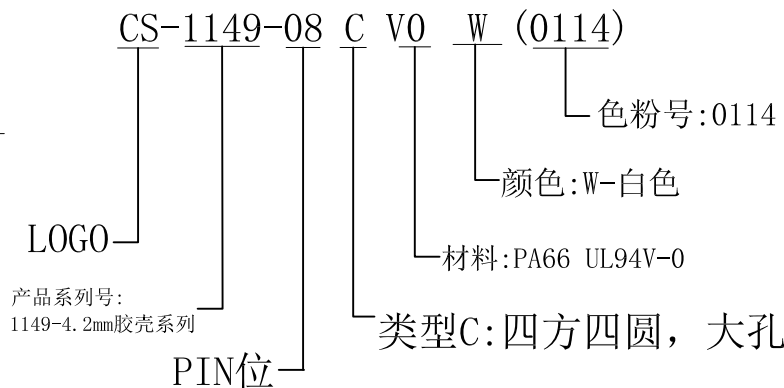 CS-1149-08 C V0 W (0114)
色粉号:0114
颜色:W-白色
LOGO
材料:PA66 UL94V-0
产品系列号:
1149-4.2mm胶壳系列
类型C:四方四圆，大孔
PIN位